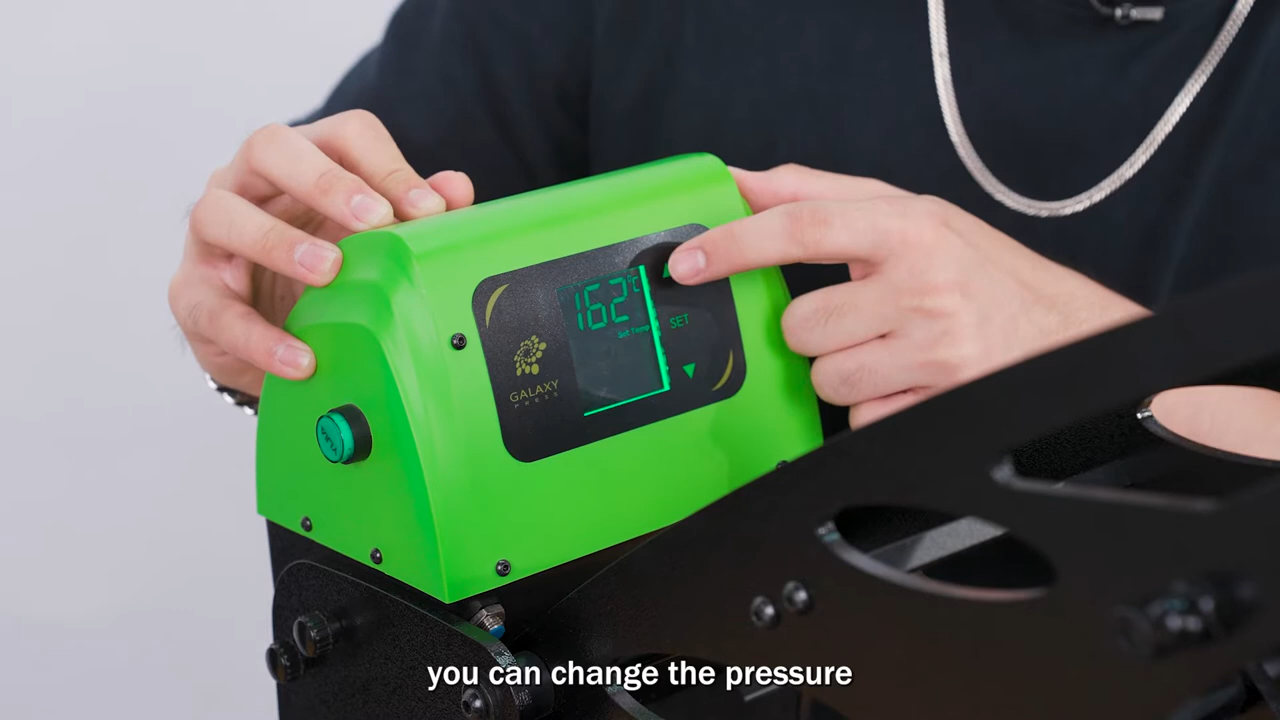 162°C
Set Temp
SET
GALAXY
PRESS
you can change the pressure